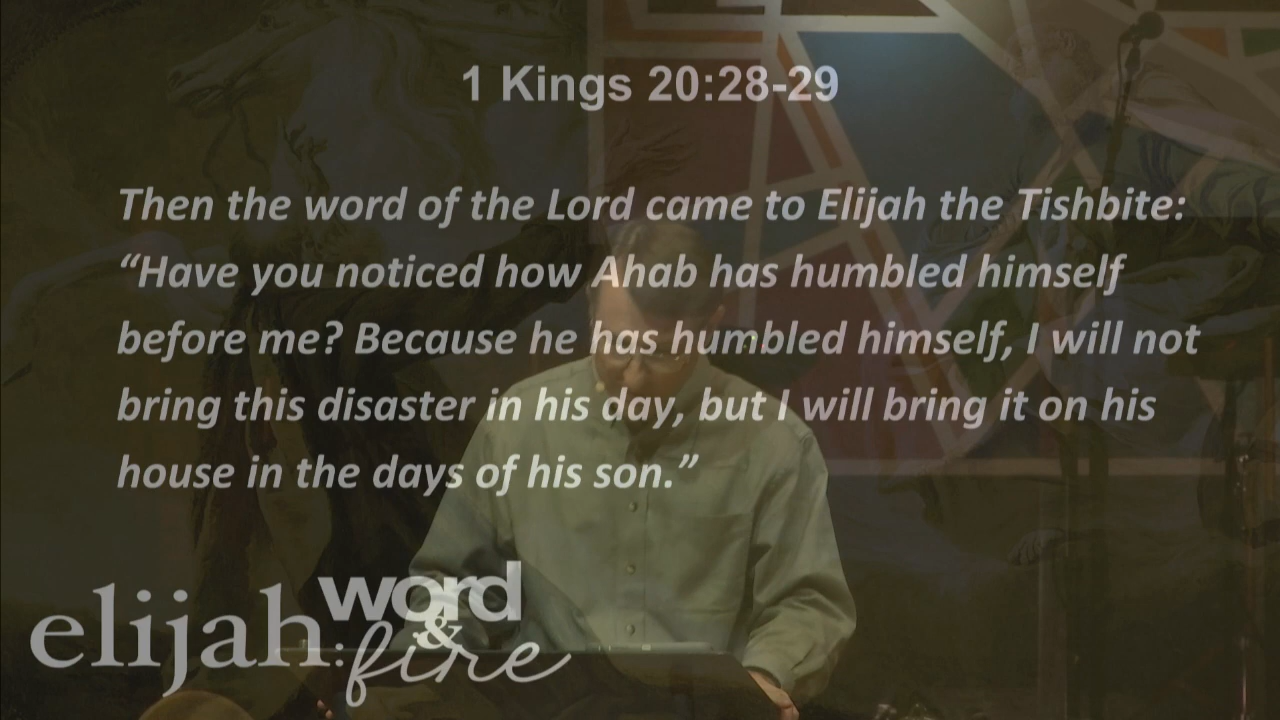 1 Kings 20:28-29
Then the word of the Lord came to Elijah the Tishbite:
“Have you noticed how Ahab has humbled himself
before me? Because he has humbled himself, I will not
bring this disaster in his day, but I will bring it on his
house in the days of his son.”
elijah: word
& fire